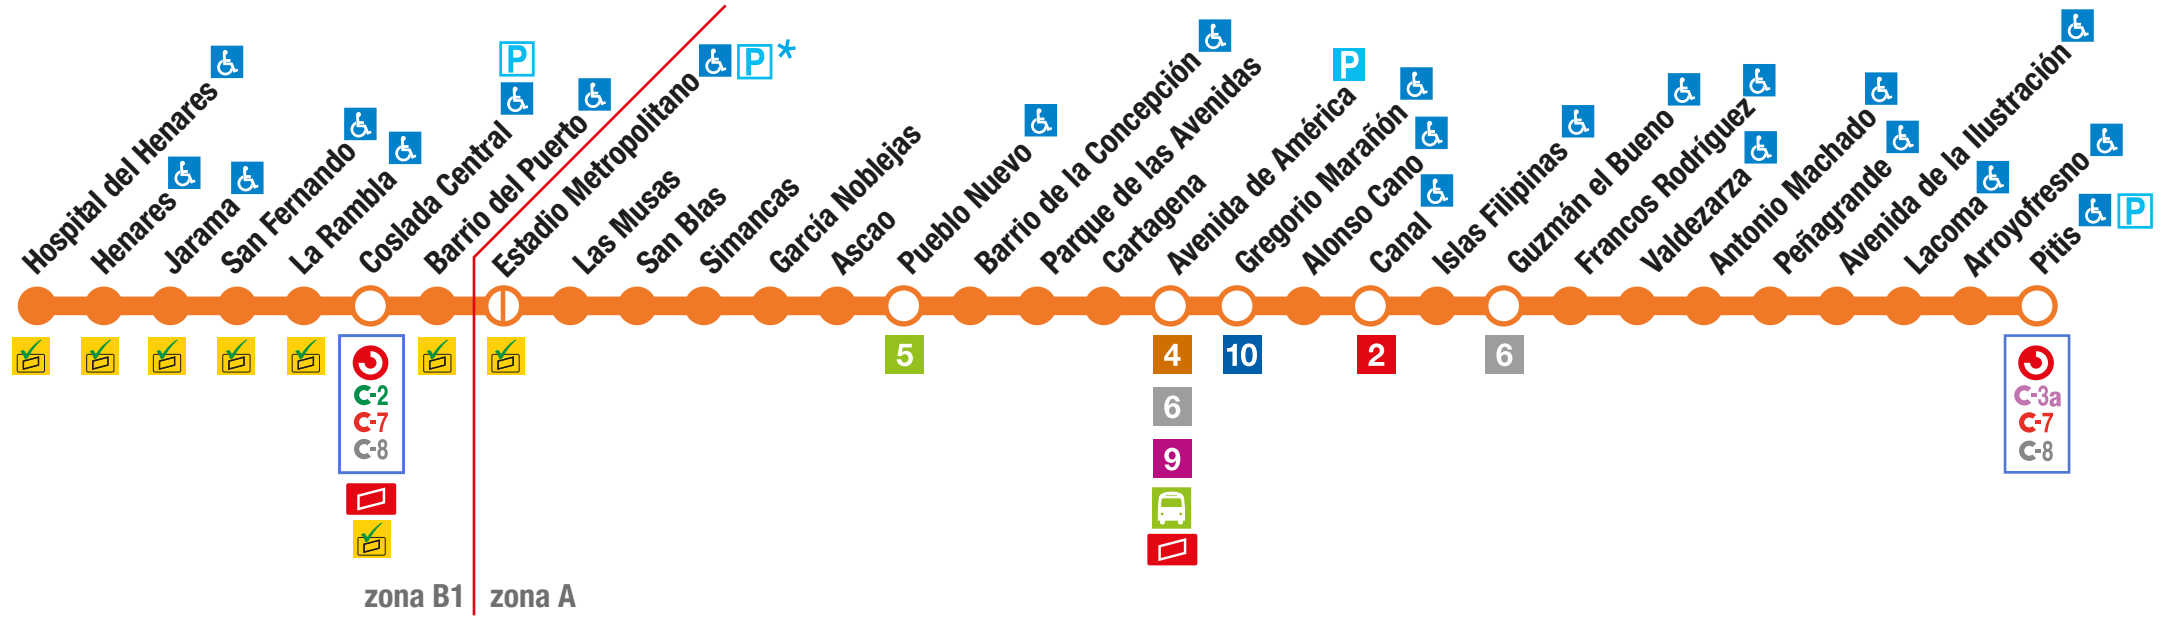 Hospital del Henares
Henares
Jarama
San Fernando
La Rambla
Coslada Central
P
Barrio del Puerto
Estadio Metropolitano
P*
Las Musas
San Blas
Simancas
García Noblejas
Ascao
Pueblo Nuevo
Barrio de la Concepción
Parque de las Avenidas
Cartagena
Avenida de América
P
Gregorio Marañón
Alonso Cano
Canal
Islas Filipinas
Guzmán el Bueno
Francos Rodríguez
Valdezarza
Antonio Machado
Peñagrande
Avenida de la Ilustración
Lacoma
Arroyofresno
Pitis
P
C-2
C-7
C-8
5
4
6
9
10
2
6
C-3a
C-7
C-8
zona B1
zona A